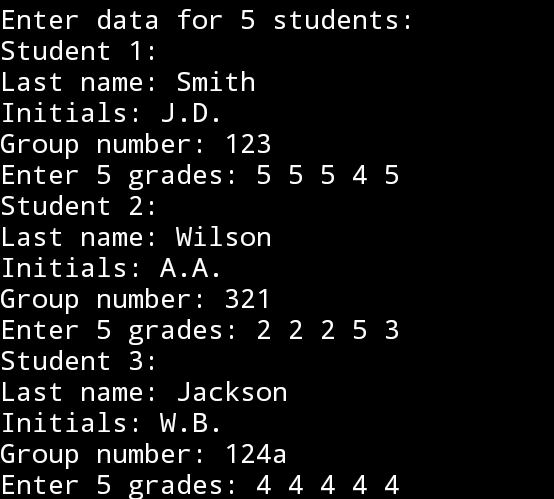 Enter data for 5 students:
Student 1:
Last name: Smith
Initials: J.D.
Group number: 123
Enter 5 grades: 5 5 5 4 5
Student 2:
Last name: Wilson
Initials: A.A.
Group number: 321
Enter 5 grades: 2 2 2 5 3
Student 3:
Last name: Jackson
Initials: W.B.
Group number: 124a
Enter 5 grades: 4 4 4 4 4